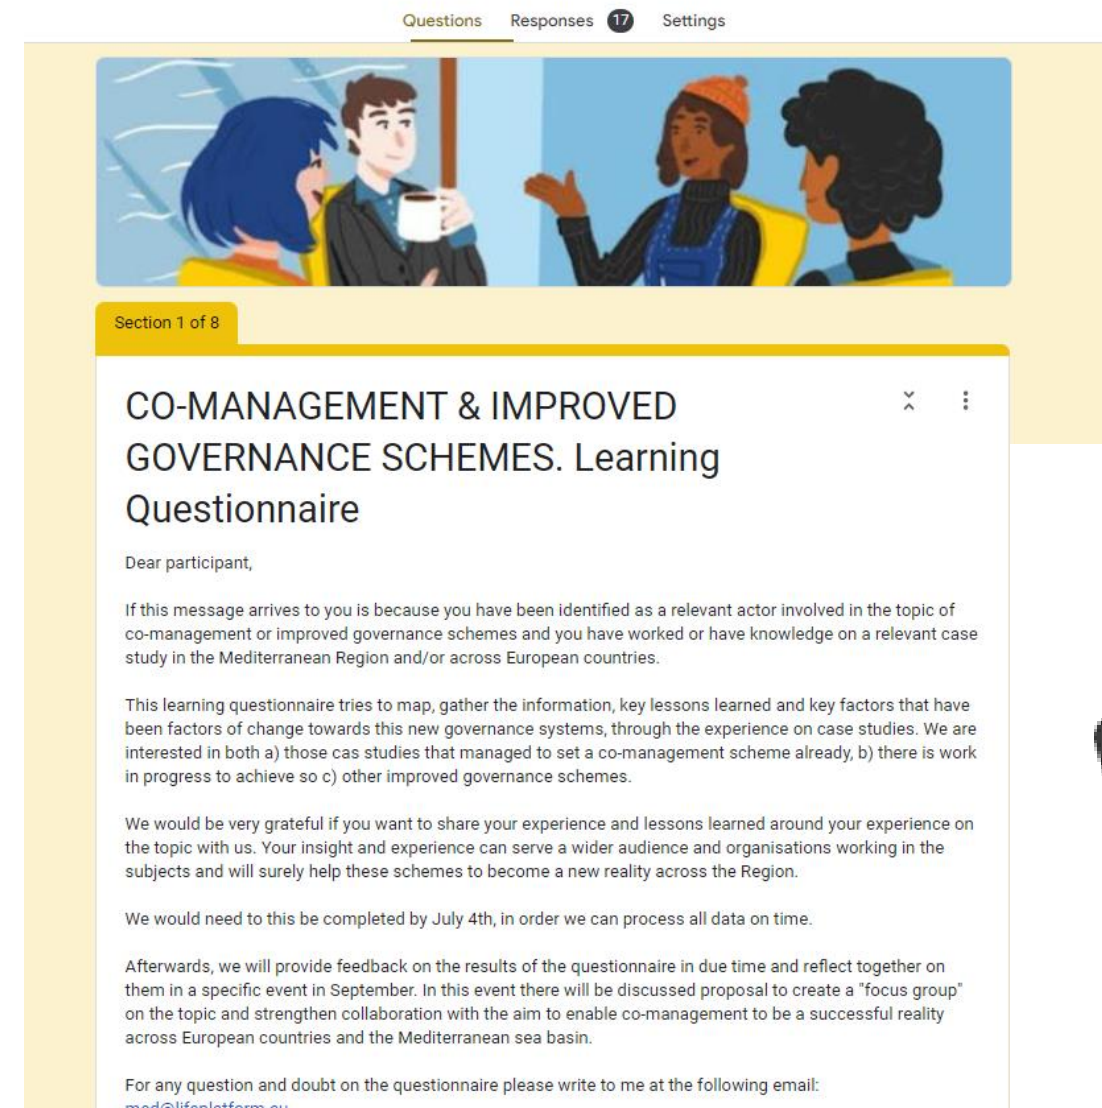 Questions Responses 17 Settings
Section 1 of 8
CO-MANAGEMENT & IMPROVED
GOVERNANCE SCHEMES. Learning
Questionnaire
Dear participant,
If this message arrives to you is because you have been identified as a relevant actor involved in the topic of
co-management or improved governance schemes and you have worked or have knowledge on a relevant case
study in the Mediterranean Region and/or across European countries.
This learning questionnaire tries to map, gather the information, key lessons learned and key factors that have
been factors of change towards this new governance systems, through the experience on case studies. We are
interested in both a) those cas studies that managed to set a co-management scheme already, b) there is work
in progress to achieve so c) other improved governance schemes.
We would be very grateful if you want to share your experience and lessons learned around your experience on
the topic with us. Your insight and experience can serve a wider audience and organisations working in the
subjects and will surely help these schemes to become a new reality across the Region.
We would need to this be completed by July 4th, in order we can process all data on time.
Afterwards, we will provide feedback on the results of the questionnaire in due time and reflect together on
them in a specific event in September. In this event there will be discussed proposal to create a "focus group"
on the topic and strengthen collaboration with the aim to enable co-management to be a successful reality
across European countries and the Mediterranean sea basin.
For any question and doubt on the questionnaire please write to me at the following email: